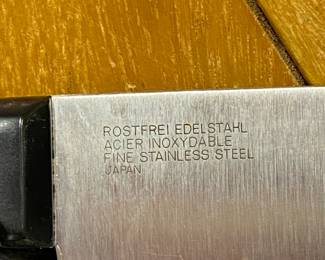 ROSTFREI EDELSTAHL
ACIER INOXYDABLE
FINE STAINLESS STEEL
JAPAN